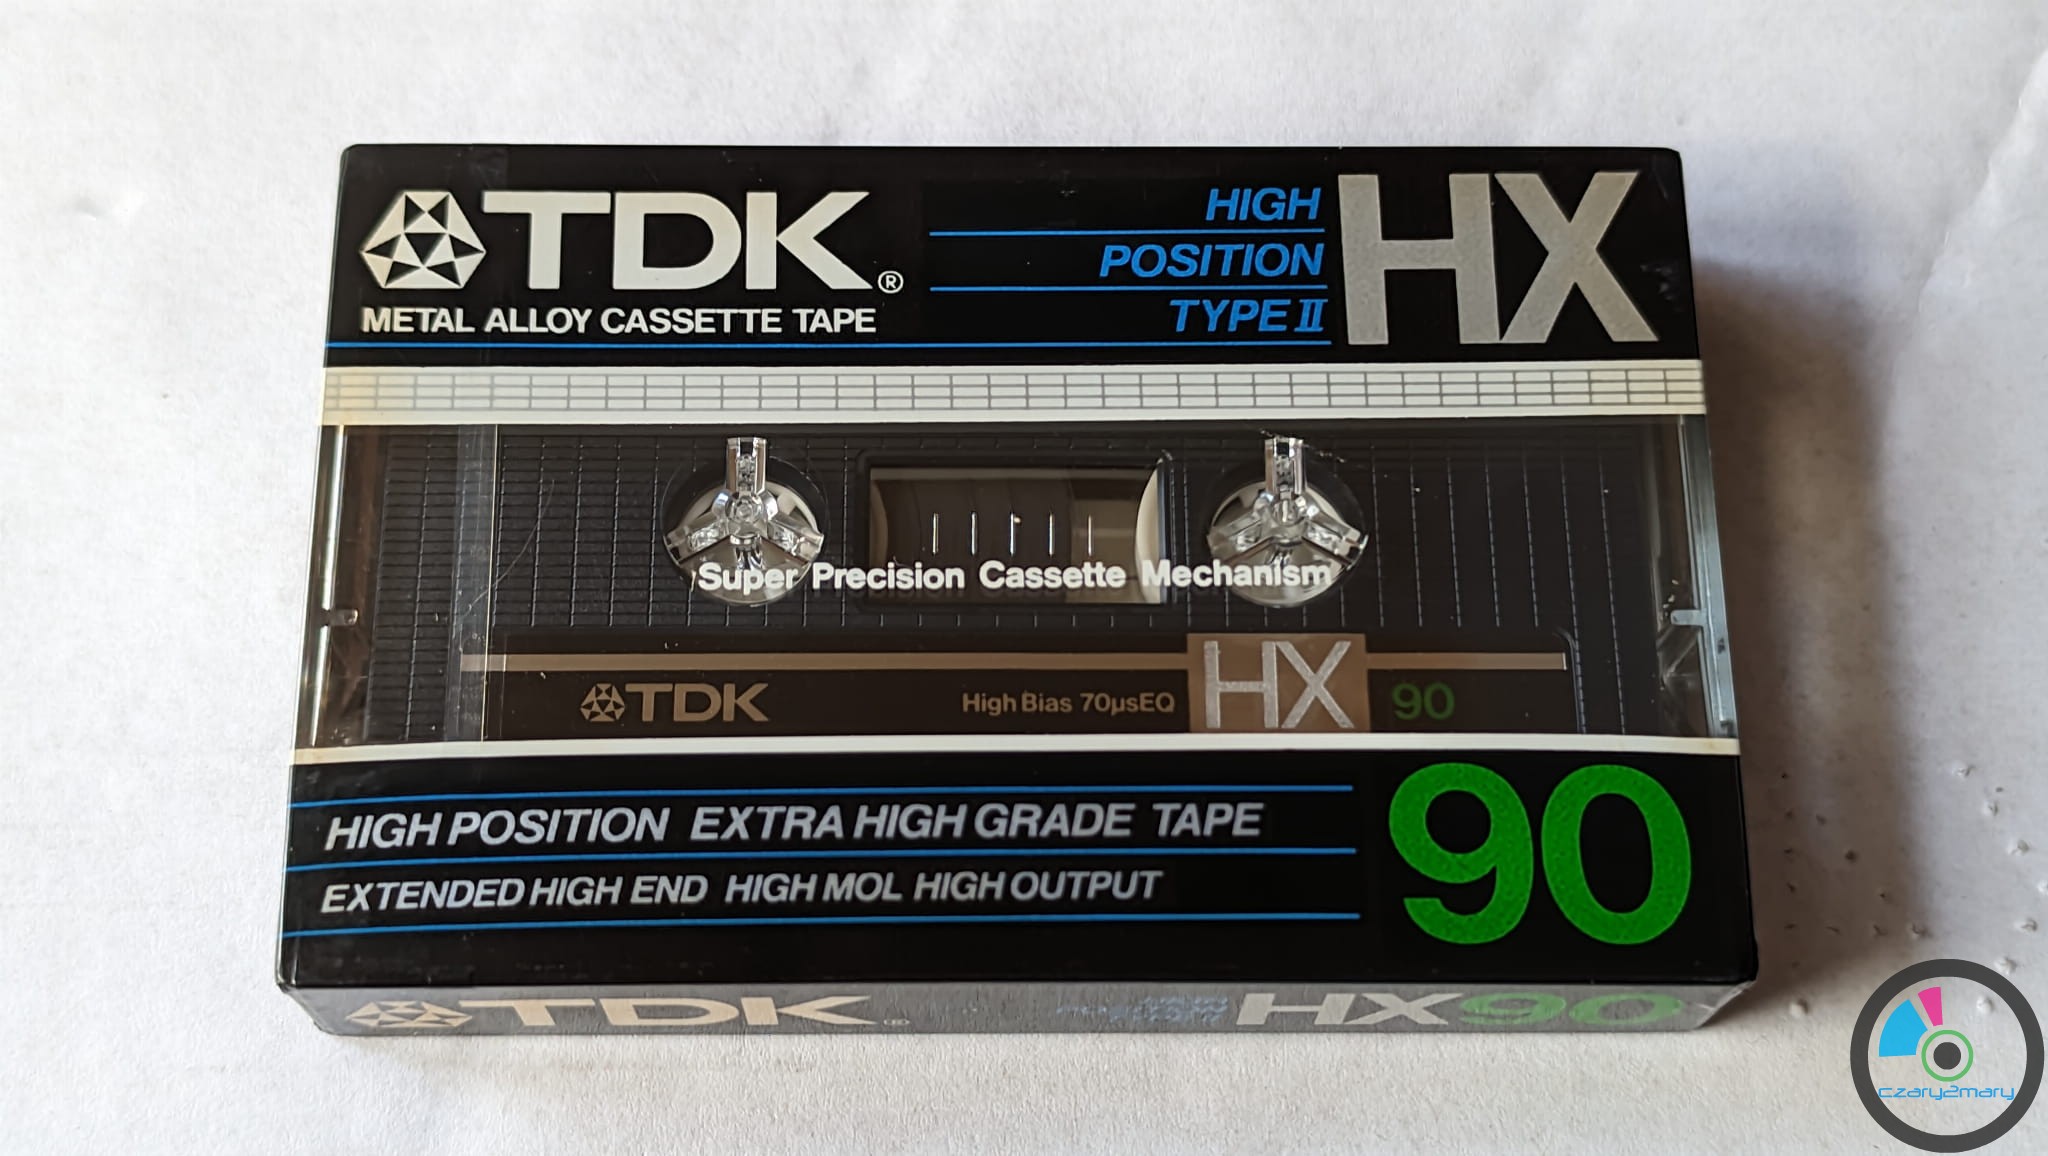 TDK®
METAL ALLOY CASSETTE TAPE
HIGH
POSITION
TYPE II
HX
Super Precision Cassette Mechanism
TDK High Bias 70µsEQ HX 90
HIGH POSITION EXTRA HIGH GRADE TAPE
EXTENDED HIGH END HIGH MOL HIGH OUTPUT
90
TDK® HX90
czary2mary